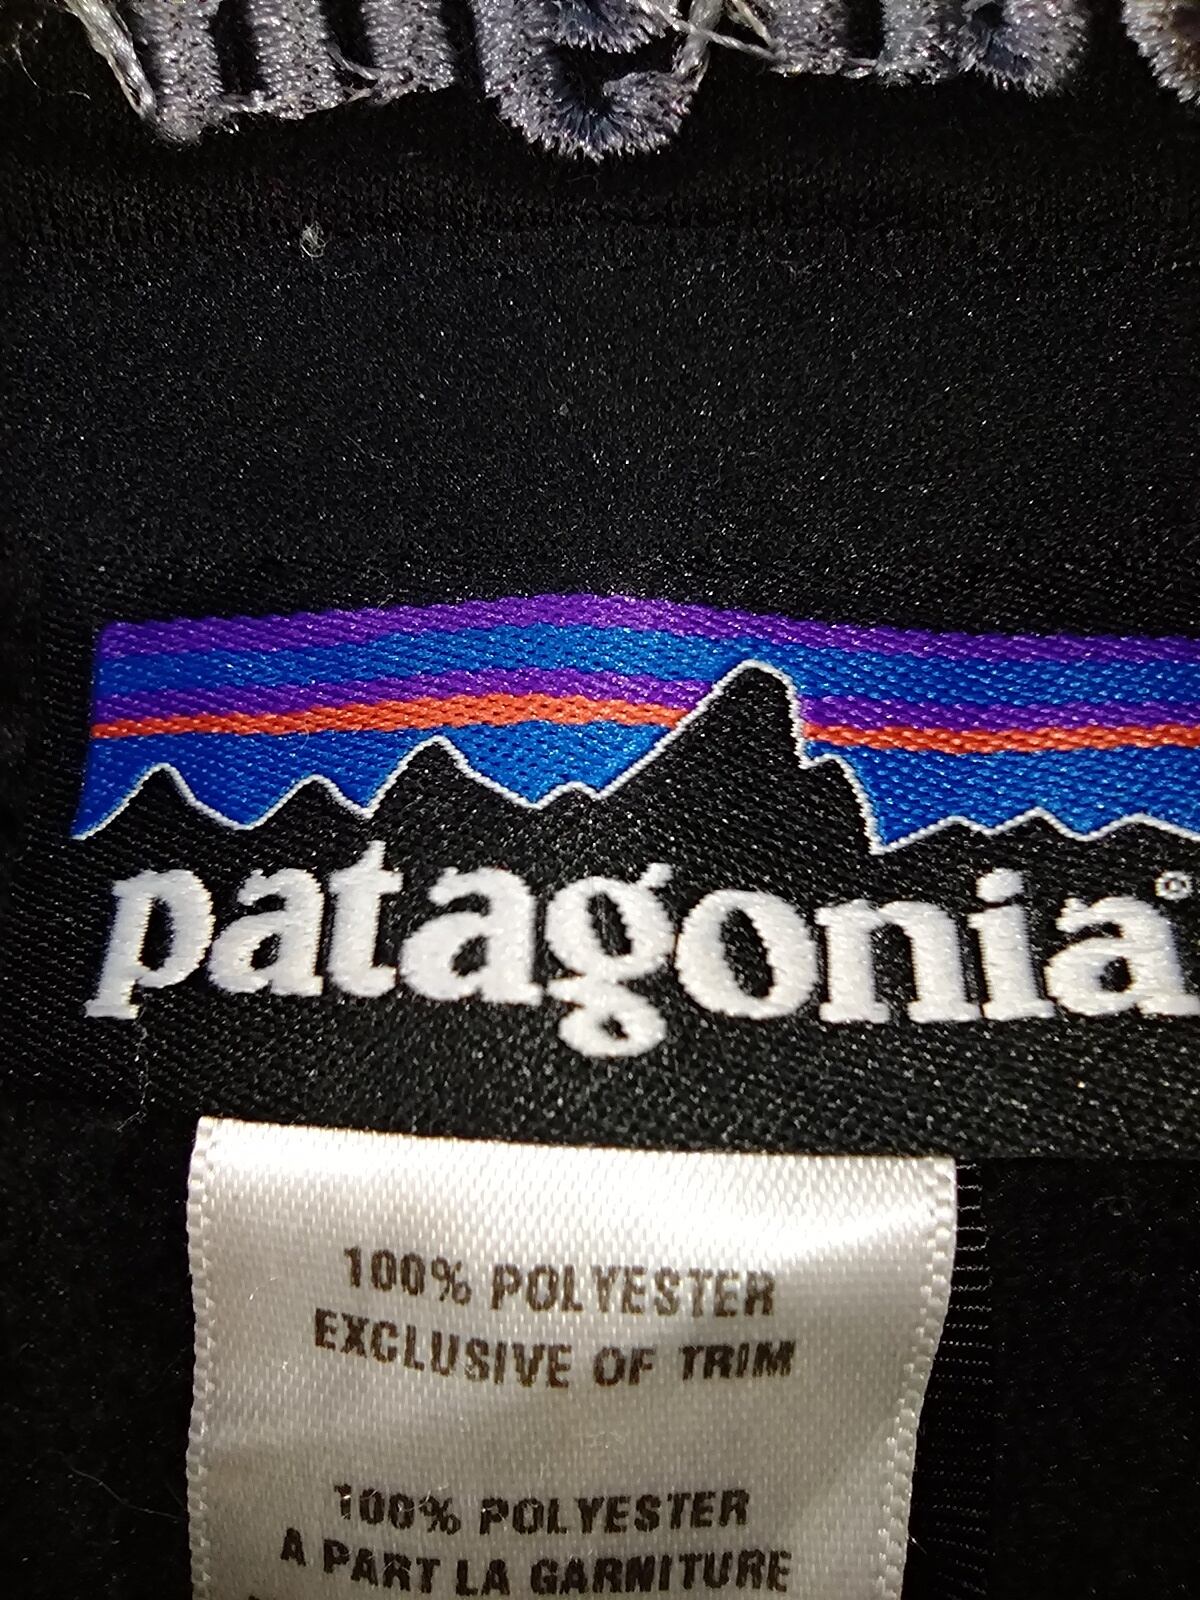 patagonia®
100% POLYESTER
EXCLUSIVE OF TRIM
100% POLYESTER
A PART LA GARNITURE